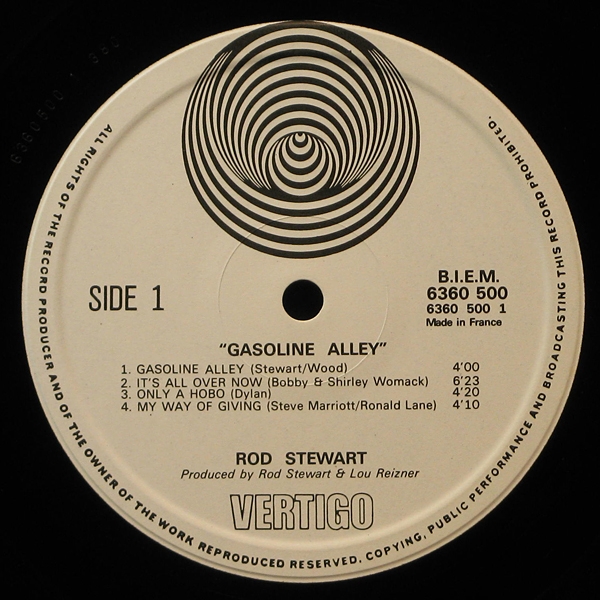 SIDE 1
B.I.E.M.
6360 500
6360 500 1
Made in France
"GASOLINE ALLEY"
1. GASOLINE ALLEY (Stewart/Wood) 4'00
2. IT'S ALL OVER NOW (Bobby & Shirley Womack) 6'23
3. ONLY A HOBO (Dylan) 4'20
4. MY WAY OF GIVING (Steve Marriott/Ronald Lane) 4'10
ROD STEWART
Produced by Rod Stewart & Lou Reizner
VERTIGO
ALL RIGHTS OF THE RECORD PRODUCER AND OF THE OWNER OF THE WORK REPRODUCED RESERVED. COPYING, PUBLIC PERFORMANCE AND BROADCASTING THIS RECORD PROHIBITED.